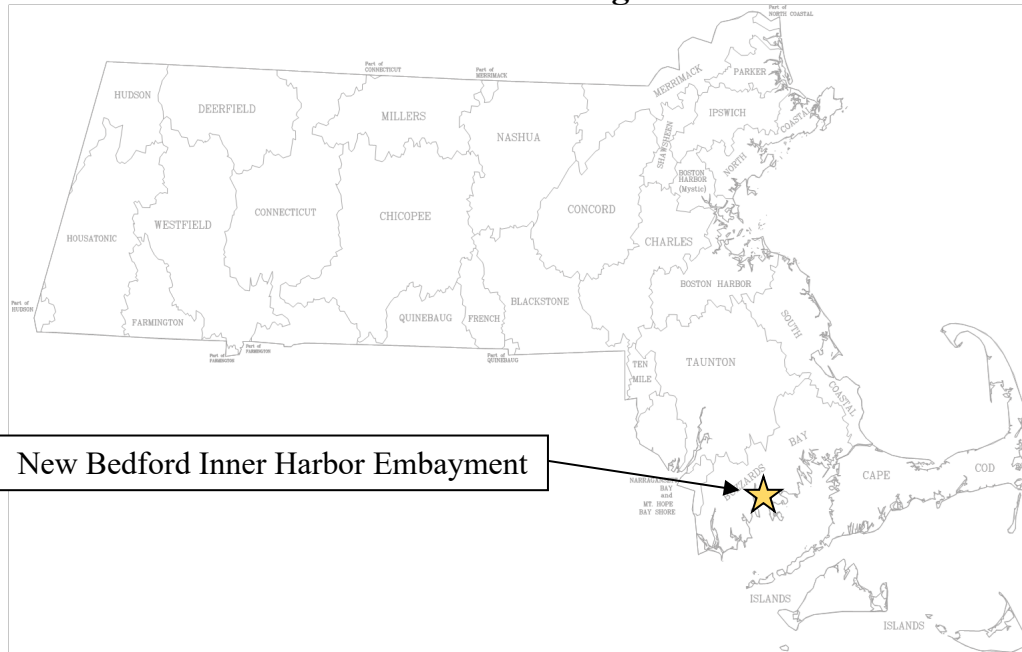 Part of
NORTH COASTAL
Part of
CONNECTICUT
Part of
MERRIMACK
MERRIMACK
PARKER
HUDSON
DEERFIELD
MILLERS
NASHUA
SHAWSHEEN
IPSWICH
COASTAL
NORTH
BOSTON
HARBOR
(Mystic)
HOUSATONIC
WESTFIELD
CONNECTICUT
CHICOPEE
CONCORD
CHARLES
BOSTON HARBOR
Part of
HUDSON
FARMINGTON
QUINEBAUG
FRENCH
BLACKSTONE
SOUTH
COASTAL
Part of
FARMINGTON
Part of
FARMINGTON
Part of
QUINEBAUG
TEN
MILE
TAUNTON
New Bedford Inner Harbor Embayment
BUZZARDS
BAY
CAPE
COD
NARRAGANSETT
BAY
and
MT. HOPE
BAY SHORE
ISLANDS
ISLANDS